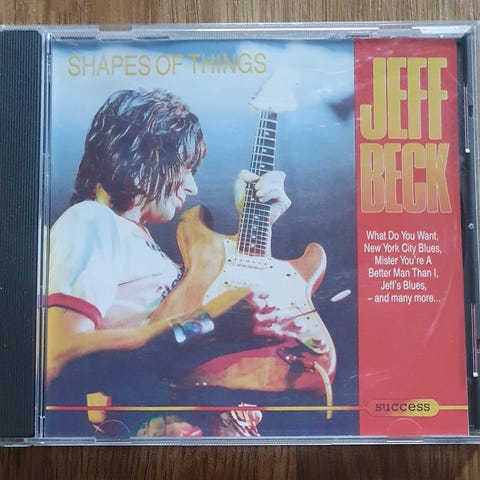 SHAPES OF THINGS
JEFF
BECK
What Do You Want,
New York City Blues,
Mister You're A
Better Man Than I,
Jeff's Blues,
– and many more...
success